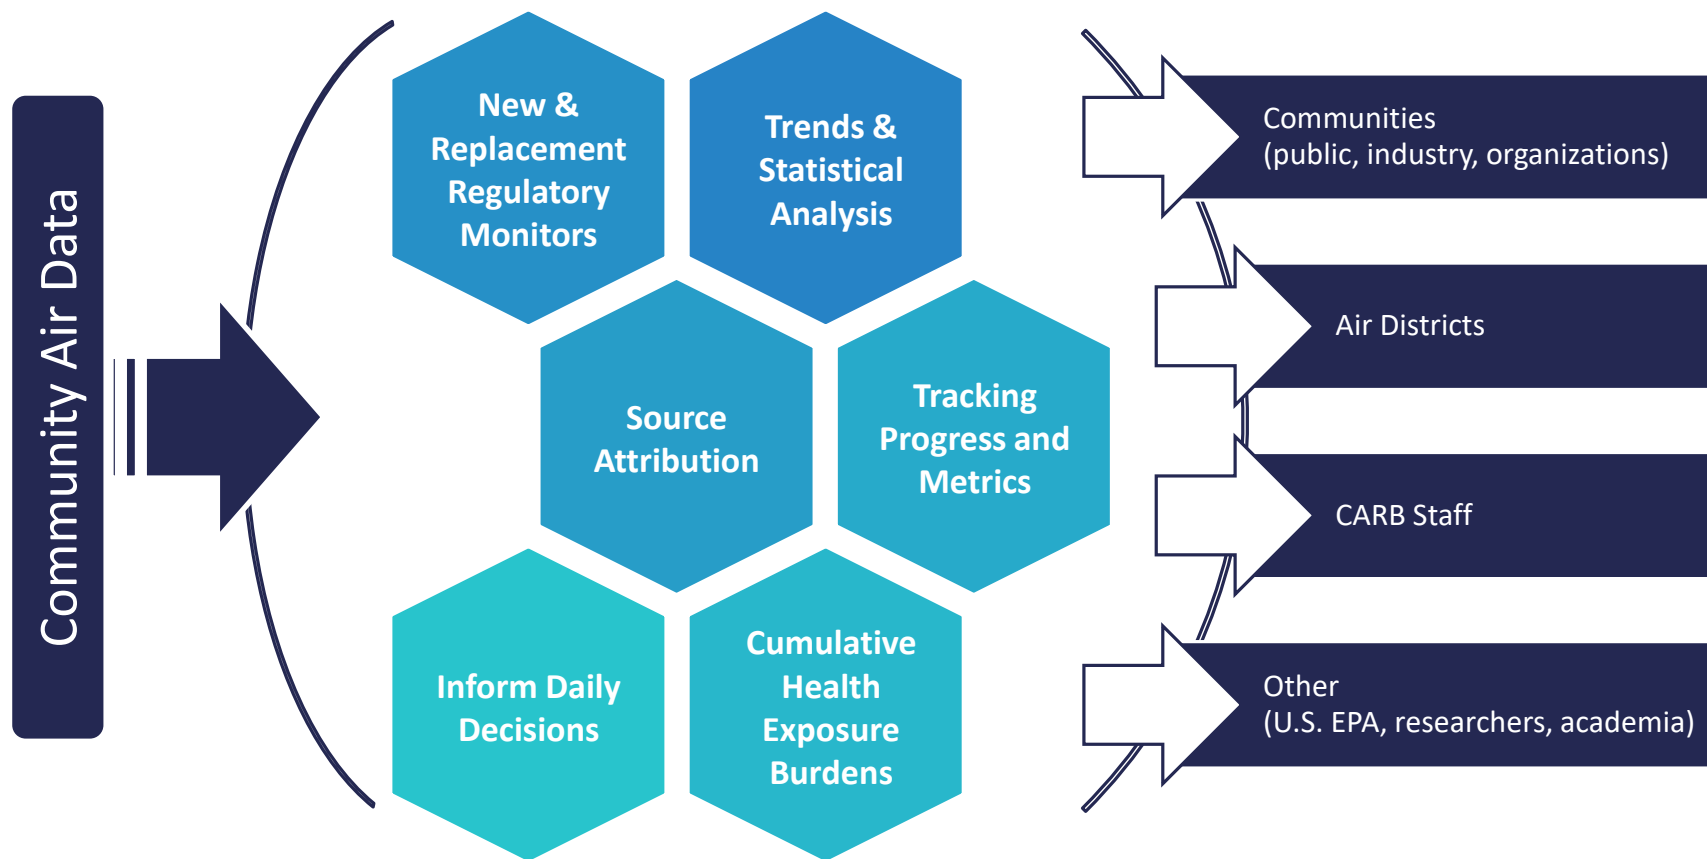 Community Air Data
New &
Replacement
Regulatory
Monitors
Trends &
Statistical
Analysis
Source
Attribution
Tracking
Progress and
Metrics
Inform Daily
Decisions
Cumulative
Health
Exposure
Burdens
Communities
(public, industry, organizations)
Air Districts
CARB Staff
Other
(U.S. EPA, researchers, academia)